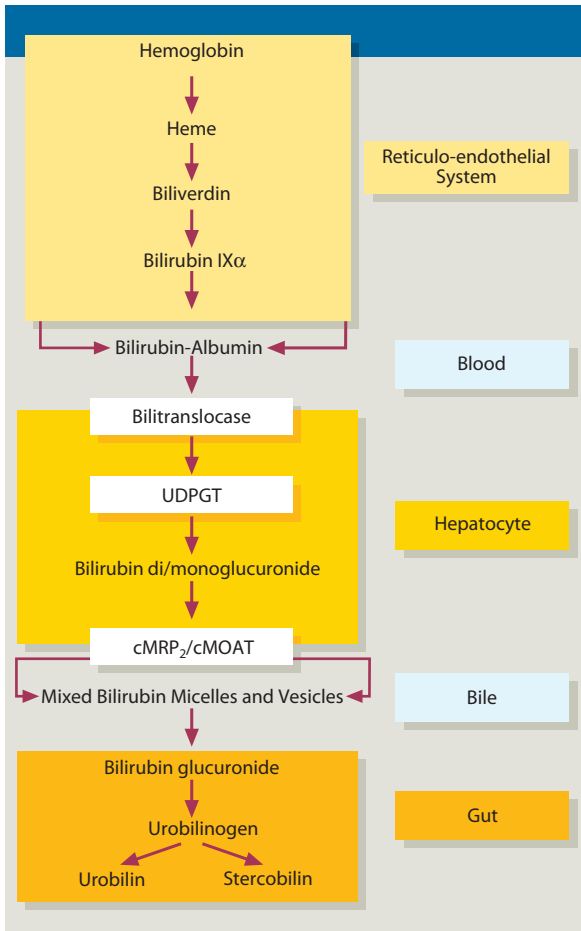 Hemoglobin
Heme
Reticulo-endothelial
System
Biliverdin
Bilirubin IXα
Bilirubin-Albumin
Blood
Bilitranslocase
UDPGT
Hepatocyte
Bilirubin di/monoglucuronide
cMRP₂/cMOAT
Mixed Bilirubin Micelles and Vesicles
Bile
Bilirubin glucuronide
Gut
Urobilinogen
Urobilin
Stercobilin